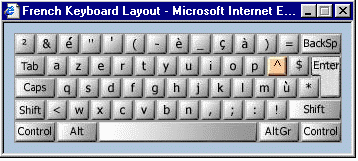 French Keyboard Layout - Microsoft Internet E...
² & é " ' ( - è _ ç à ) = BackSp
Tab a z e r t y u i o p ^ $ Enter
Caps q s d f g h j k l m ù *
Shift < w x c v b n , ; : ! Shift
Control Alt AltGr Control